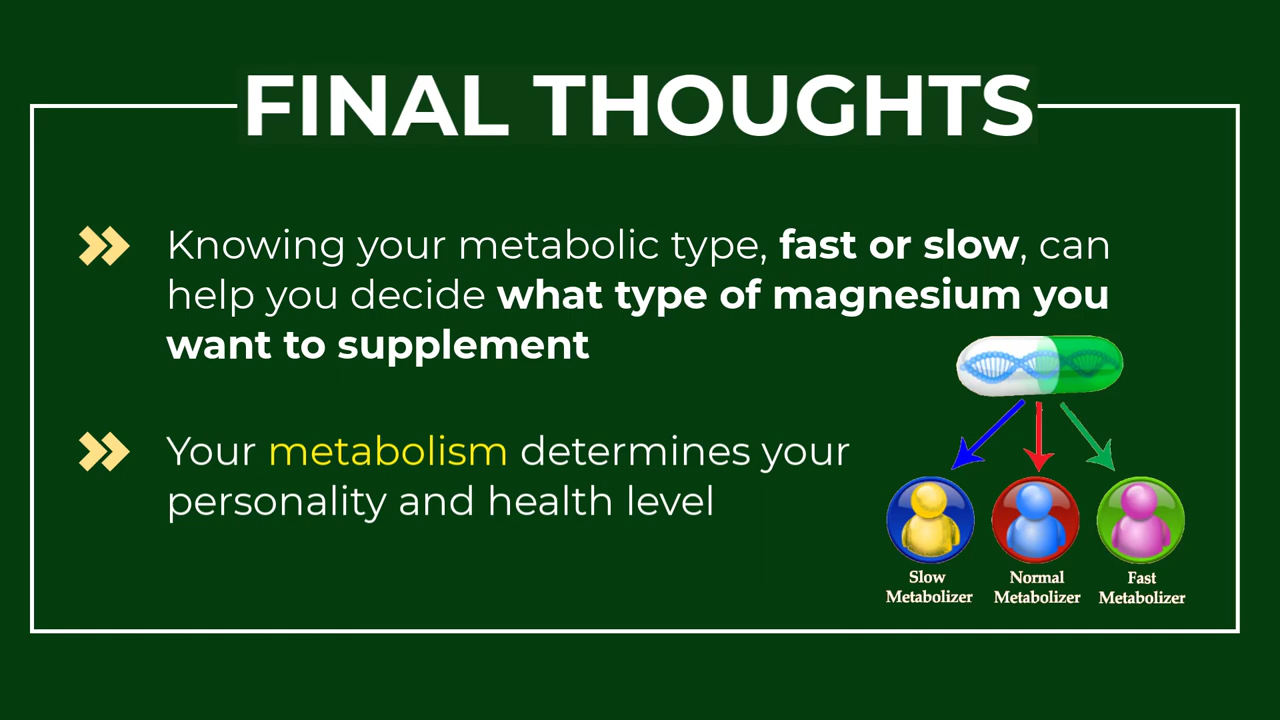 FINAL THOUGHTS
Knowing your metabolic type, fast or slow, can
help you decide what type of magnesium you
want to supplement
Your metabolism determines your
personality and health level
Slow
Metabolizer
Normal
Metabolizer
Fast
Metabolizer